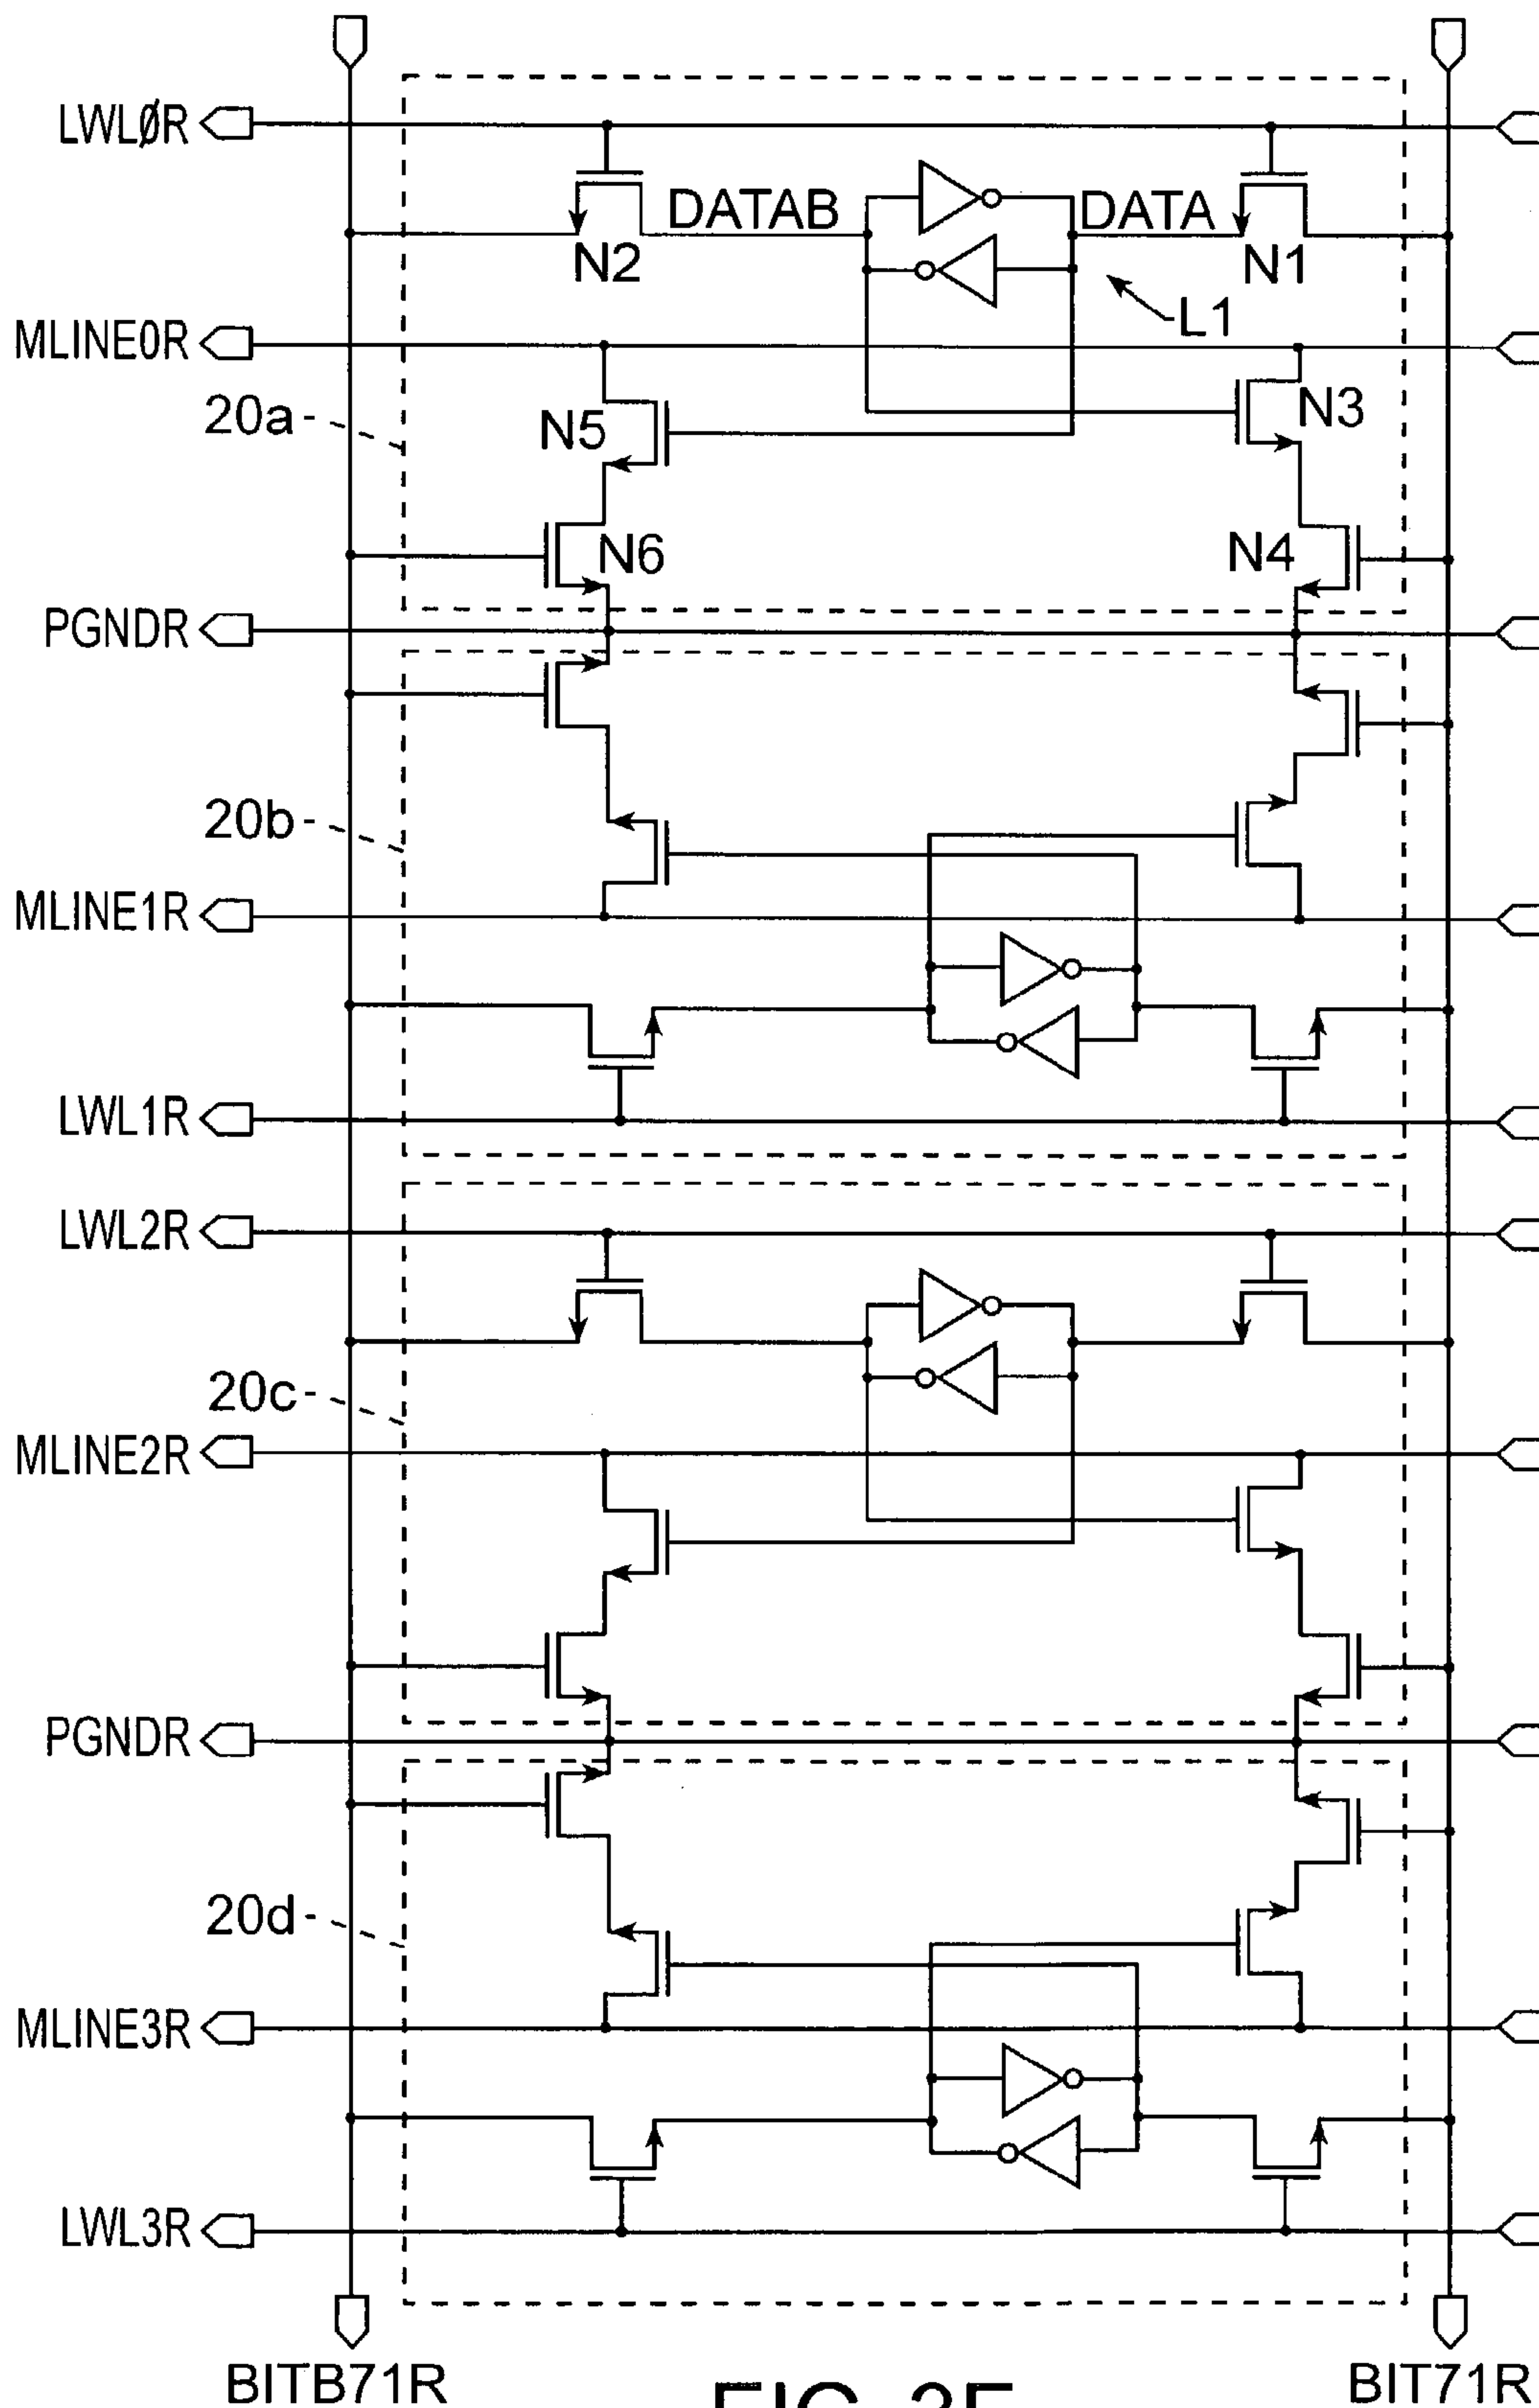 LWLØR
DATAB
DATA
N2
N1
L1
MLINE0R
20a
N5
N3
N6
N4
PGNDR
20b
MLINE1R
LWL1R
LWL2R
20c
MLINE2R
PGNDR
20d
MLINE3R
LWL3R
BITB71R
BIT71R